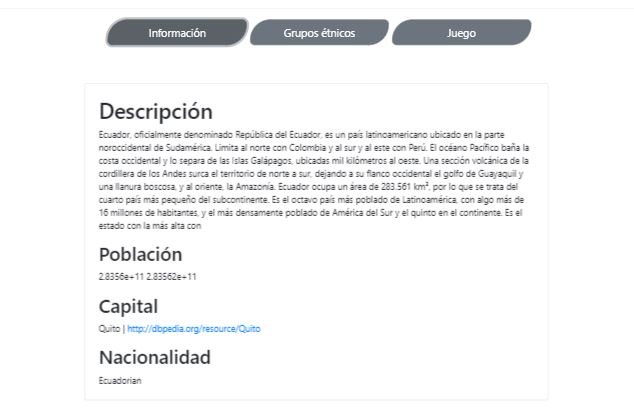 Información
Grupos étnicos
Juego
Descripción
Ecuador, oficialmente denominado República del Ecuador, es un país latinoamericano ubicado en la parte
noroccidental de Sudamérica. Limita al norte con Colombia y al sur y al este con Perú. El océano Pacífico baña la
costa occidental y lo separa de las Islas Galápagos, ubicadas mil kilómetros al oeste. Una sección volcánica de la
cordillera de los Andes surca el territorio de norte a sur, dejando a su flanco occidental el golfo de Guayaquil y
una llanura boscosa, y al oriente, la Amazonía. Ecuador ocupa un área de 283.561 km², por lo que se trata del
cuarto país más pequeño del subcontinente. Es el octavo país más poblado de Latinoamérica, con algo más de
16 millones de habitantes, y el más densamente poblado de América del Sur y el quinto en el continente. Es el
estado con la más alta con
Población
2.8356e+11 2.83562e+11
Capital
Quito | http://dbpedia.org/resource/Quito
Nacionalidad
Ecuadorian